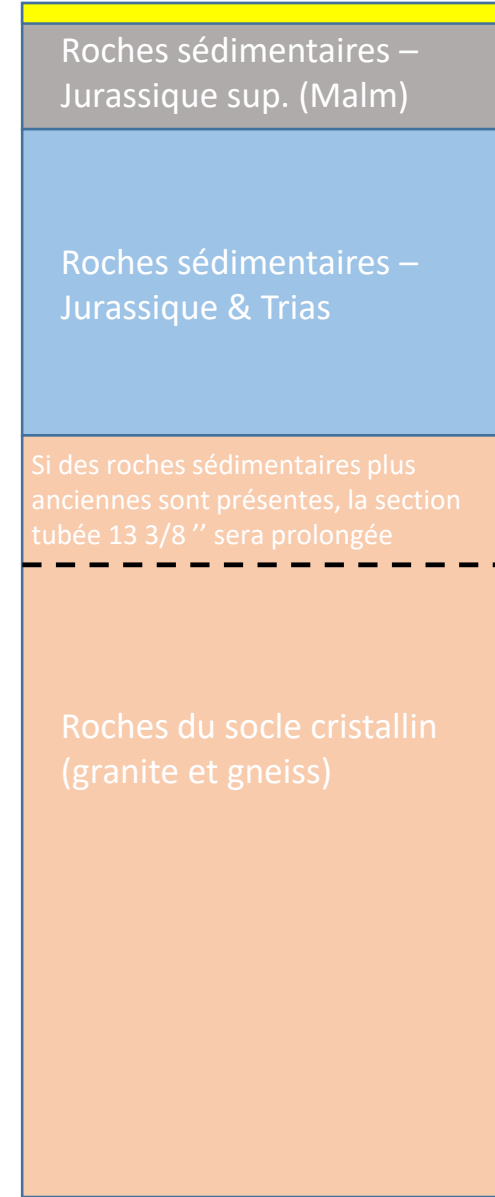 Roches sédimentaires –
Jurassique sup. (Malm)
Roches sédimentaires –
Jurassique & Trias
Si des roches sédimentaires plus
anciennes sont présentes, la section
tubée 13 3/8 ’’ sera prolongée
Roches du socle cristallin
(granite et gneiss)